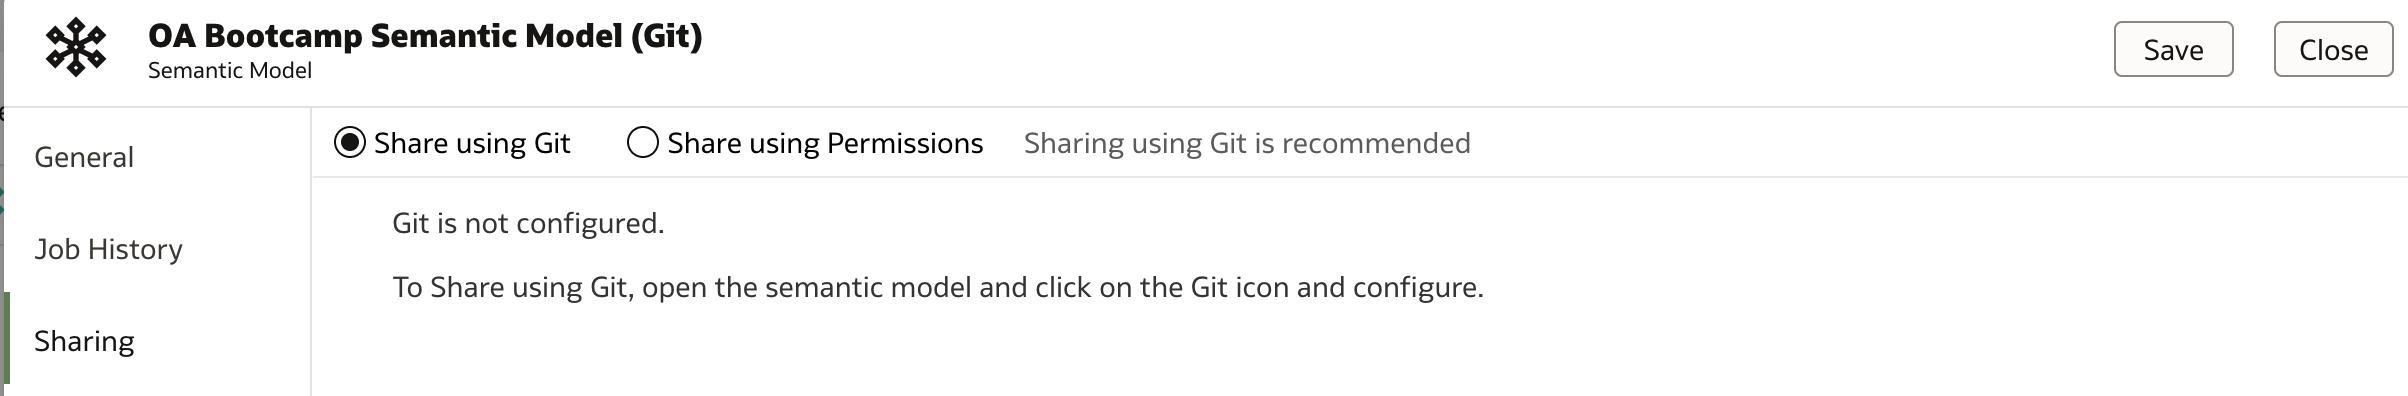 OA Bootcamp Semantic Model (Git)
Semantic Model
Save
Close
General
Job History
Sharing
Share using Git
Share using Permissions
Sharing using Git is recommended
Git is not configured.
To Share using Git, open the semantic model and click on the Git icon and configure.